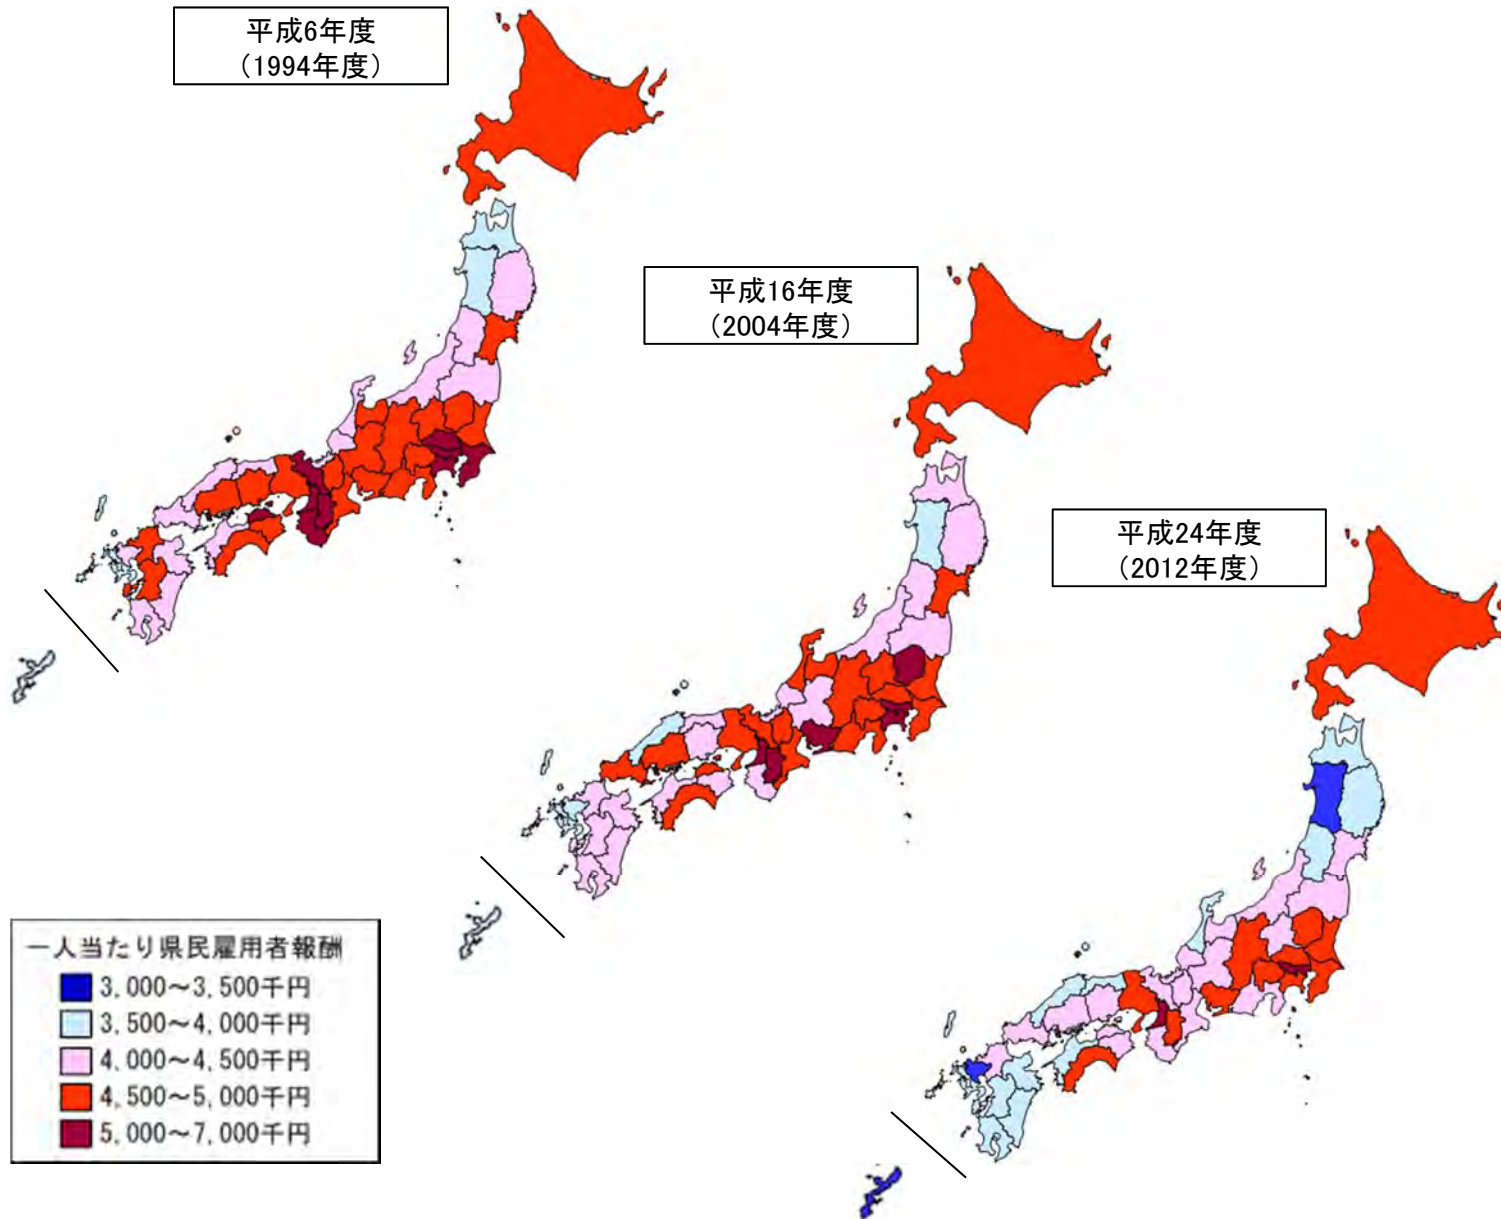 平成6年度
（1994年度）
平成16年度
（2004年度）
平成24年度
（2012年度）
一人当たり県民雇用者報酬
3,000～3,500千円
3,500～4,000千円
4,000～4,500千円
4,500～5,000千円
5,000～7,000千円